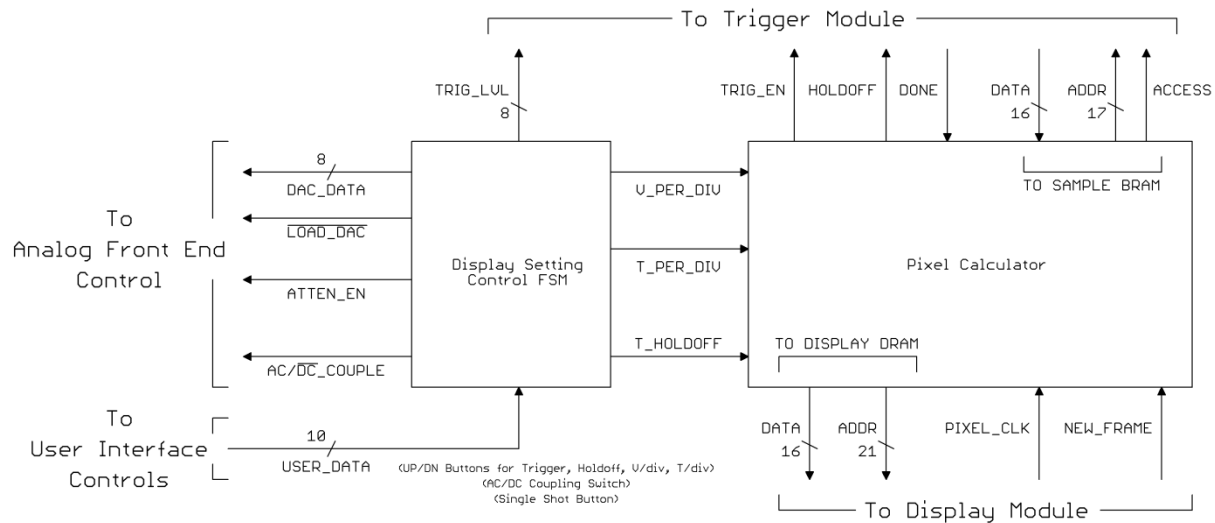 To Trigger Module
TRIG_LVL
8
TRIG_EN
HOLDOFF
DONE
DATA
16
ADDR
17
ACCESS
8
DAC_DATA
LOAD_DAC
ATTEN_EN
AC/DC_COUPLE
To
Analog Front End
Control
Display Setting
Control FSM
V_PER_DIV
T_PER_DIV
T_HOLDOFF
TO SAMPLE BRAM
Pixel Calculator
TO DISPLAY DRAM
To
User Interface
Controls
10
USER_DATA
(UP/DN Buttons for Trigger, Holdoff, V/div, T/div)
(AC/DC Coupling Switch)
(Single Shot Button)
DATA
16
ADDR
21
PIXEL_CLK
NEW_FRAME
To Display Module